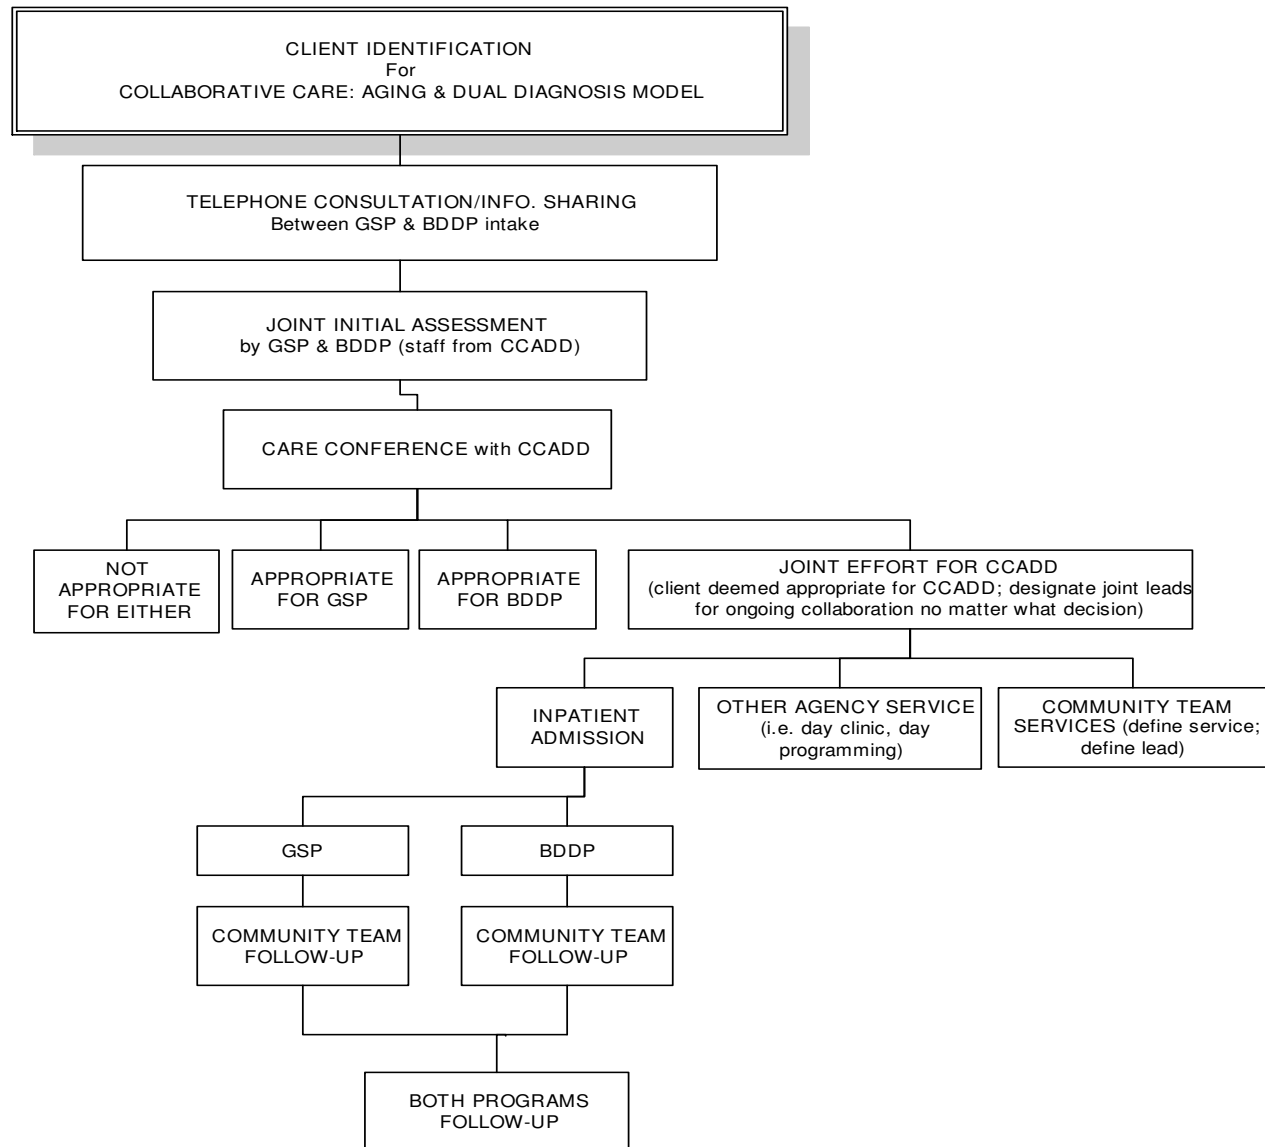 CLIENT IDENTIFICATION
For
COLLABORATIVE CARE: AGING & DUAL DIAGNOSIS MODEL
TELEPHONE CONSULTATION/INFO. SHARING
Between GSP & BDDP intake
JOINT INITIAL ASSESSMENT
by GSP & BDDP (staff from CCADD)
CARE CONFERENCE with CCADD
NOT
APPROPRIATE
FOR EITHER
APPROPRIATE
FOR GSP
APPROPRIATE
FOR BDDP
JOINT EFFORT FOR CCADD
(client deemed appropriate for CCADD; designate joint leads
for ongoing collaboration no matter what decision)
INPATIENT
ADMISSION
OTHER AGENCY SERVICE
(i.e. day clinic, day
programming)
COMMUNITY TEAM
SERVICES (define service;
define lead)
GSP
BDDP
COMMUNITY TEAM
FOLLOW-UP
COMMUNITY TEAM
FOLLOW-UP
BOTH PROGRAMS
FOLLOW-UP